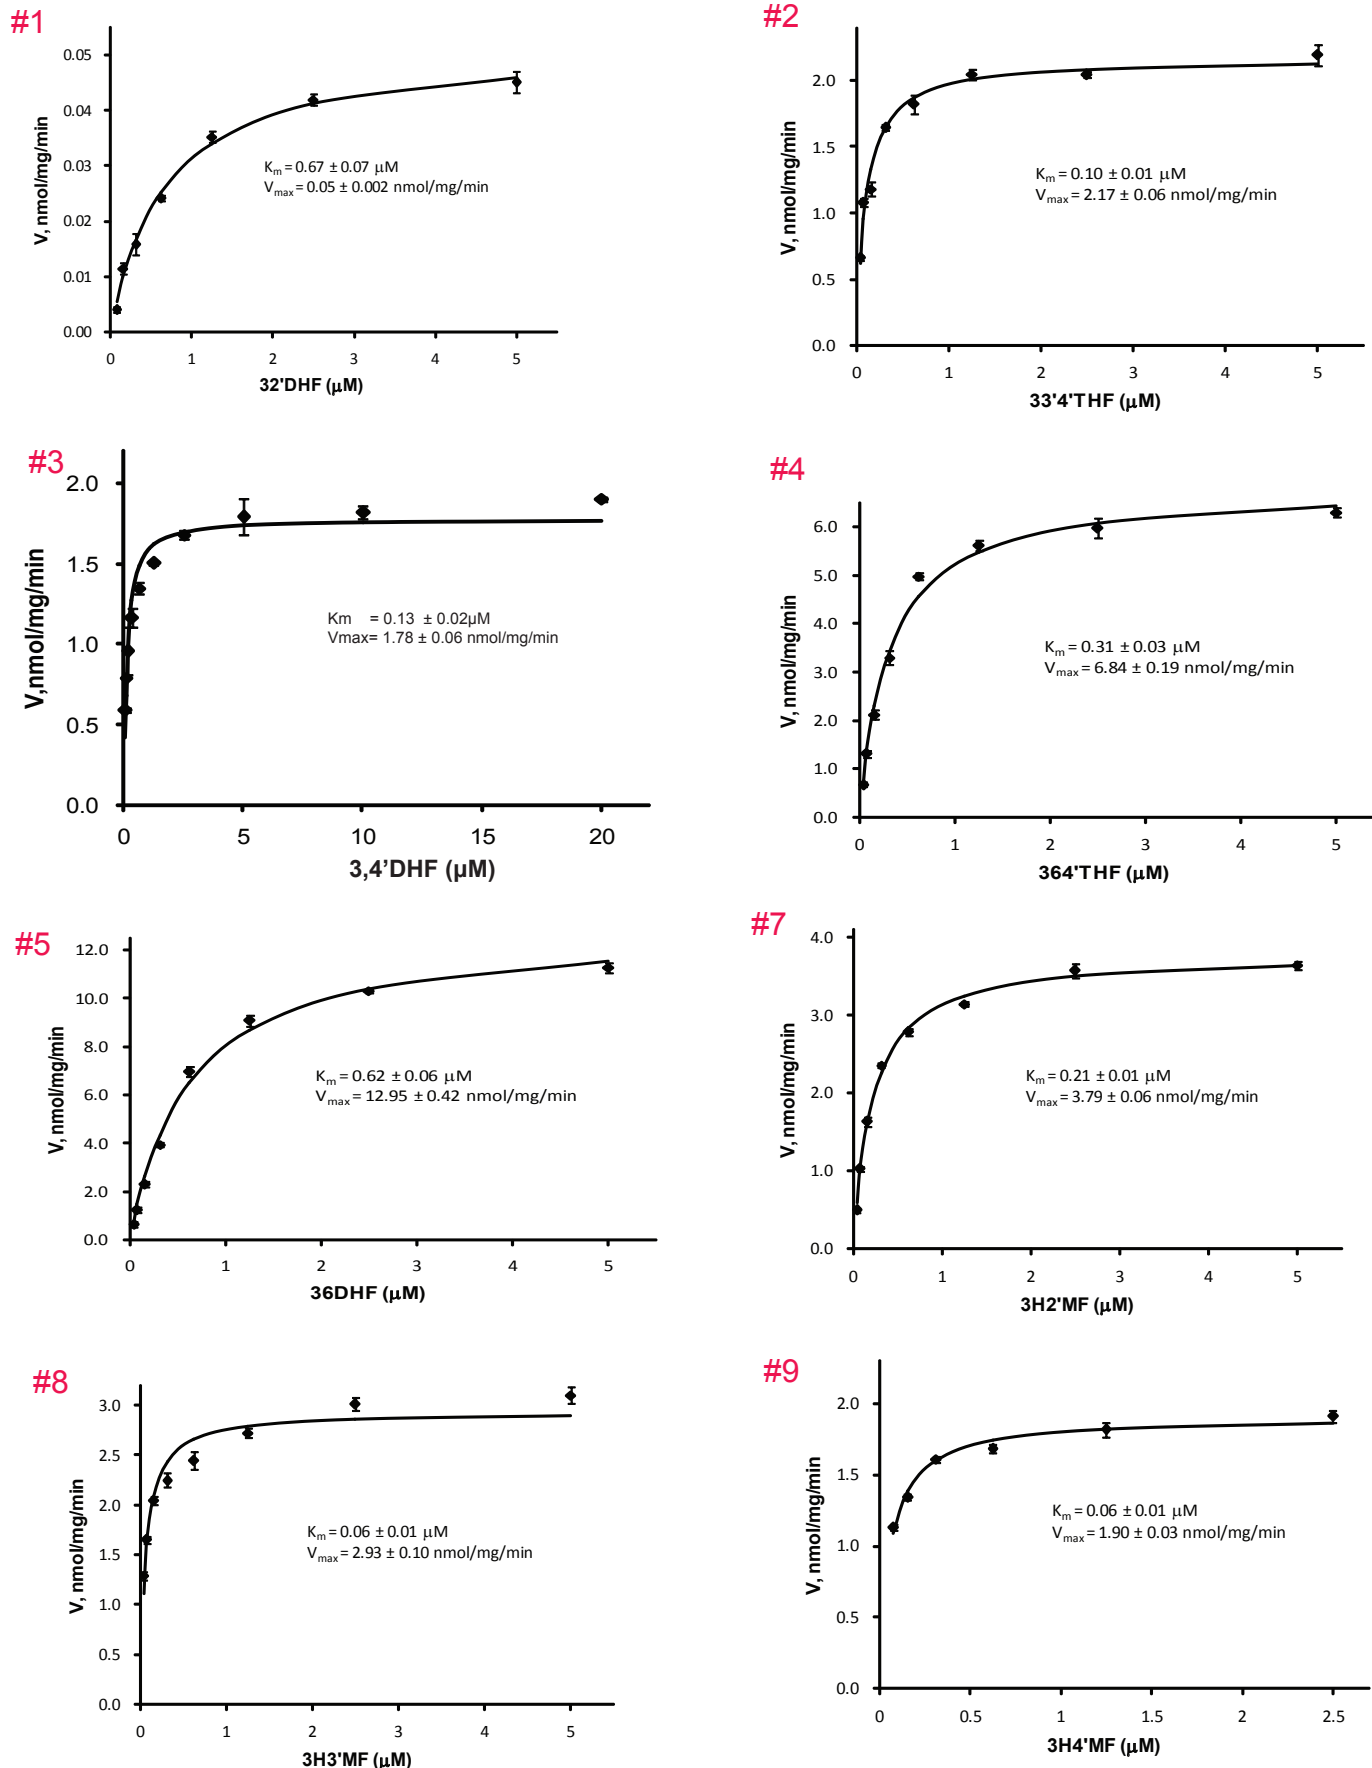 #1
0.05
0.04
0.03
0.02
0.01
0.00
V, nmol/mg/min
Km = 0.67 ± 0.07 µM
Vmax = 0.05 ± 0.002 nmol/mg/min
0 1 2 3 4 5
32'DHF (µM)
#2
2.0
1.5
1.0
0.5
0.0
V, nmol/mg/min
Km = 0.10 ± 0.01 µM
Vmax = 2.17 ± 0.06 nmol/mg/min
0 1 2 3 4 5
33'4'THF (µM)
#3
2.0
1.5
1.0
0.5
0.0
V,nmol/mg/min
Km = 0.13 ± 0.02µM
Vmax= 1.78 ± 0.06 nmol/mg/min
0 5 10 15 20
3,4’DHF (µM)
#4
6.0
5.0
4.0
3.0
2.0
1.0
0.0
V, nmol/mg/min
Km = 0.31 ± 0.03 µM
Vmax = 6.84 ± 0.19 nmol/mg/min
0 1 2 3 4 5
364'THF (µM)
#5
12.0
10.0
8.0
6.0
4.0
2.0
0.0
V, nmol/mg/min
Km = 0.62 ± 0.06 µM
Vmax = 12.95 ± 0.42 nmol/mg/min
0 1 2 3 4 5
36DHF (µM)
#7
4.0
3.0
2.0
1.0
0.0
V, nmol/mg/min
Km = 0.21 ± 0.01 µM
Vmax = 3.79 ± 0.06 nmol/mg/min
0 1 2 3 4 5
3H2'MF (µM)
#8
3.0
2.5
2.0
1.5
1.0
0.5
0.0
V, nmol/mg/min
Km = 0.06 ± 0.01 µM
Vmax = 2.93 ± 0.10 nmol/mg/min
0 1 2 3 4 5
3H3'MF (µM)
#9
2.0
1.5
1.0
0.5
0.0
V, nmol/mg/min
Km = 0.06 ± 0.01 µM
Vmax = 1.90 ± 0.03 nmol/mg/min
0 0.5 1 1.5 2 2.5
3H4'MF (µM)